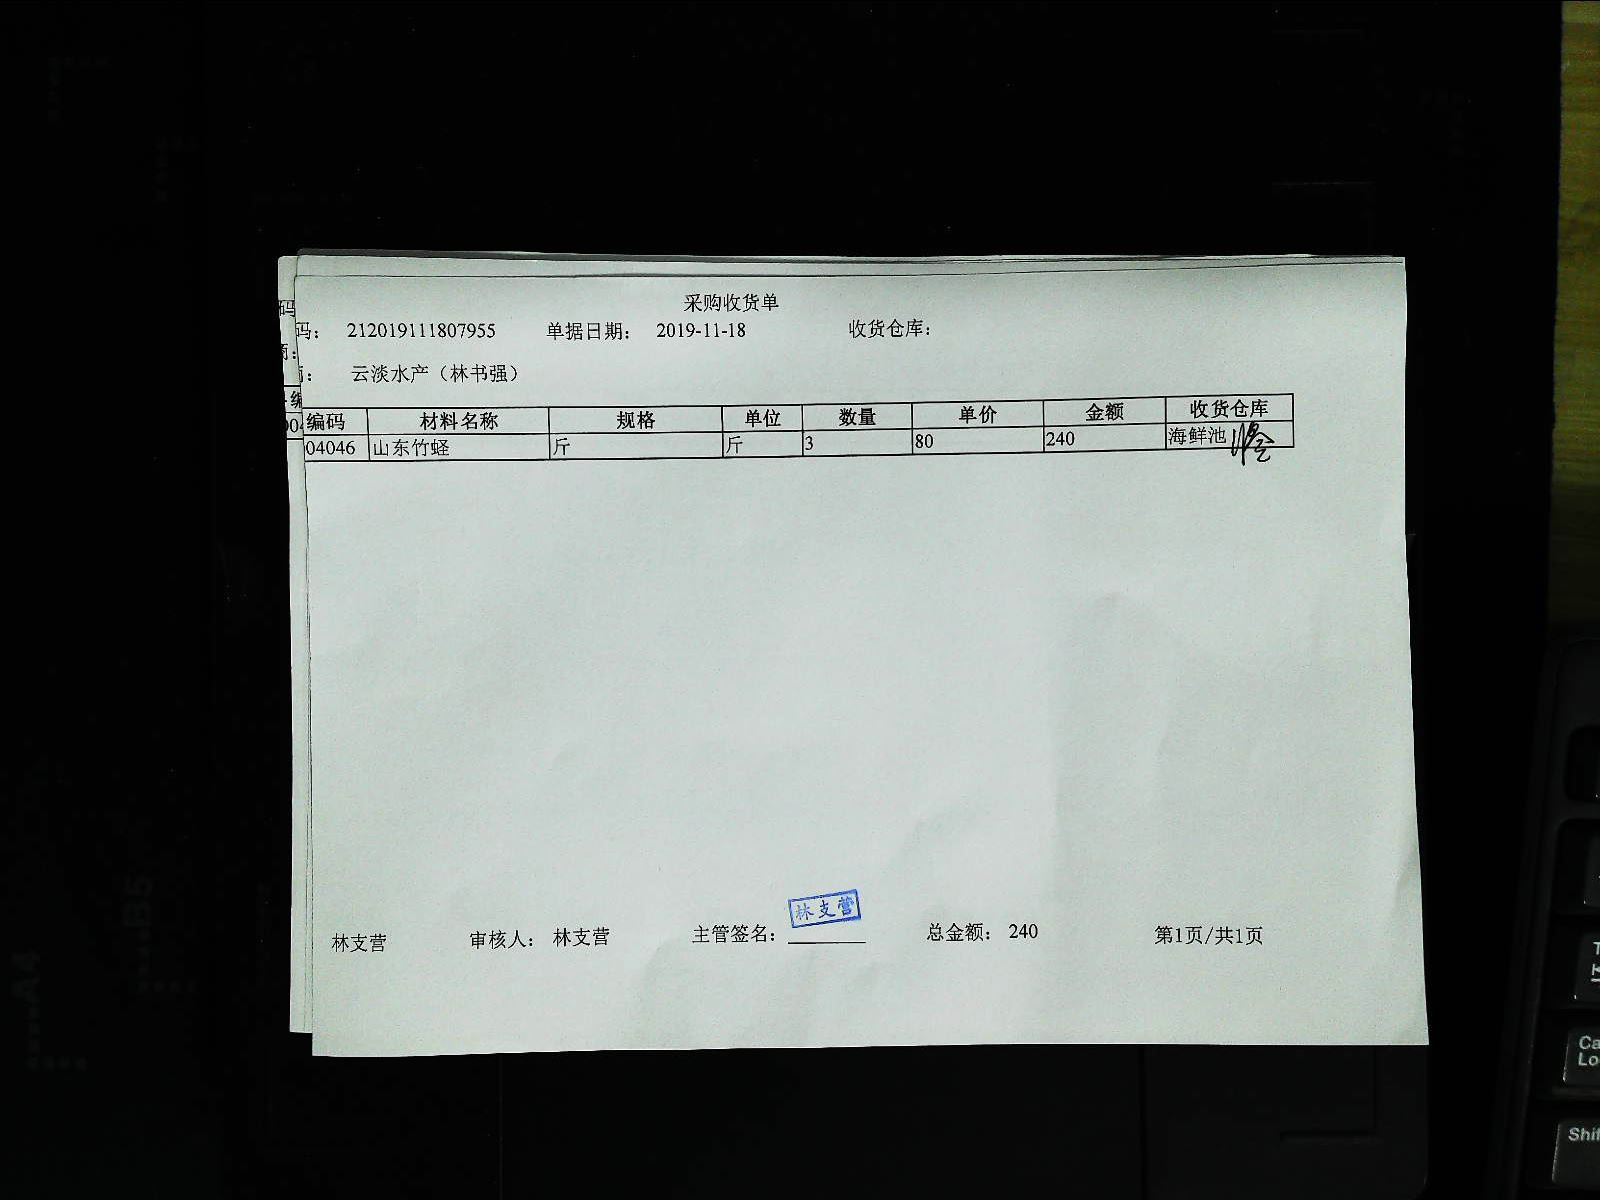 采购收货单
码： 212019111807955 单据日期： 2019-11-18 收货仓库：
云淡水产（林书强）
编码 材料名称 规格 单位 数量 单价 金额 收货仓库
04046 山东竹蛏 斤 斤 3 80 240 海鲜池
林支营
林支营 审核人： 林支营 主管签名： 总金额： 240 第1页/共1页
B5
A4
Shif